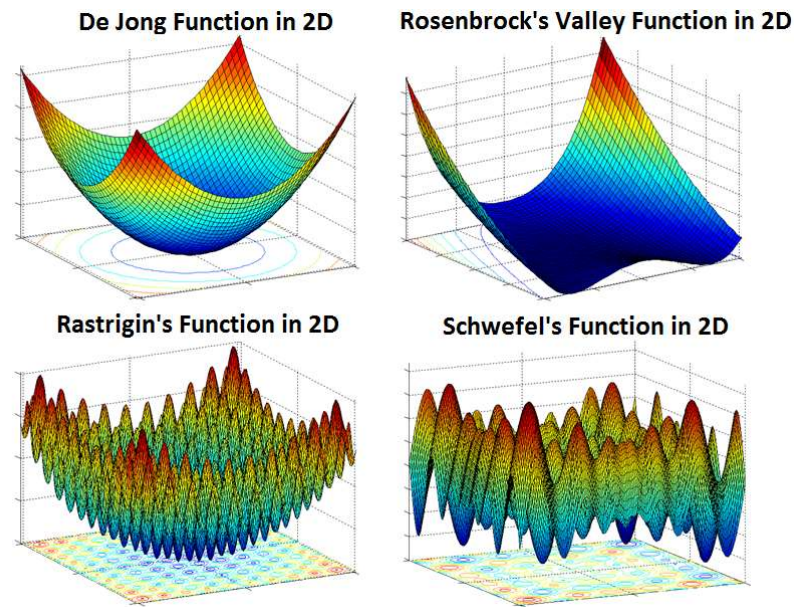 De Jong Function in 2D
Rosenbrock's Valley Function in 2D
Rastrigin's Function in 2D
Schwefel's Function in 2D